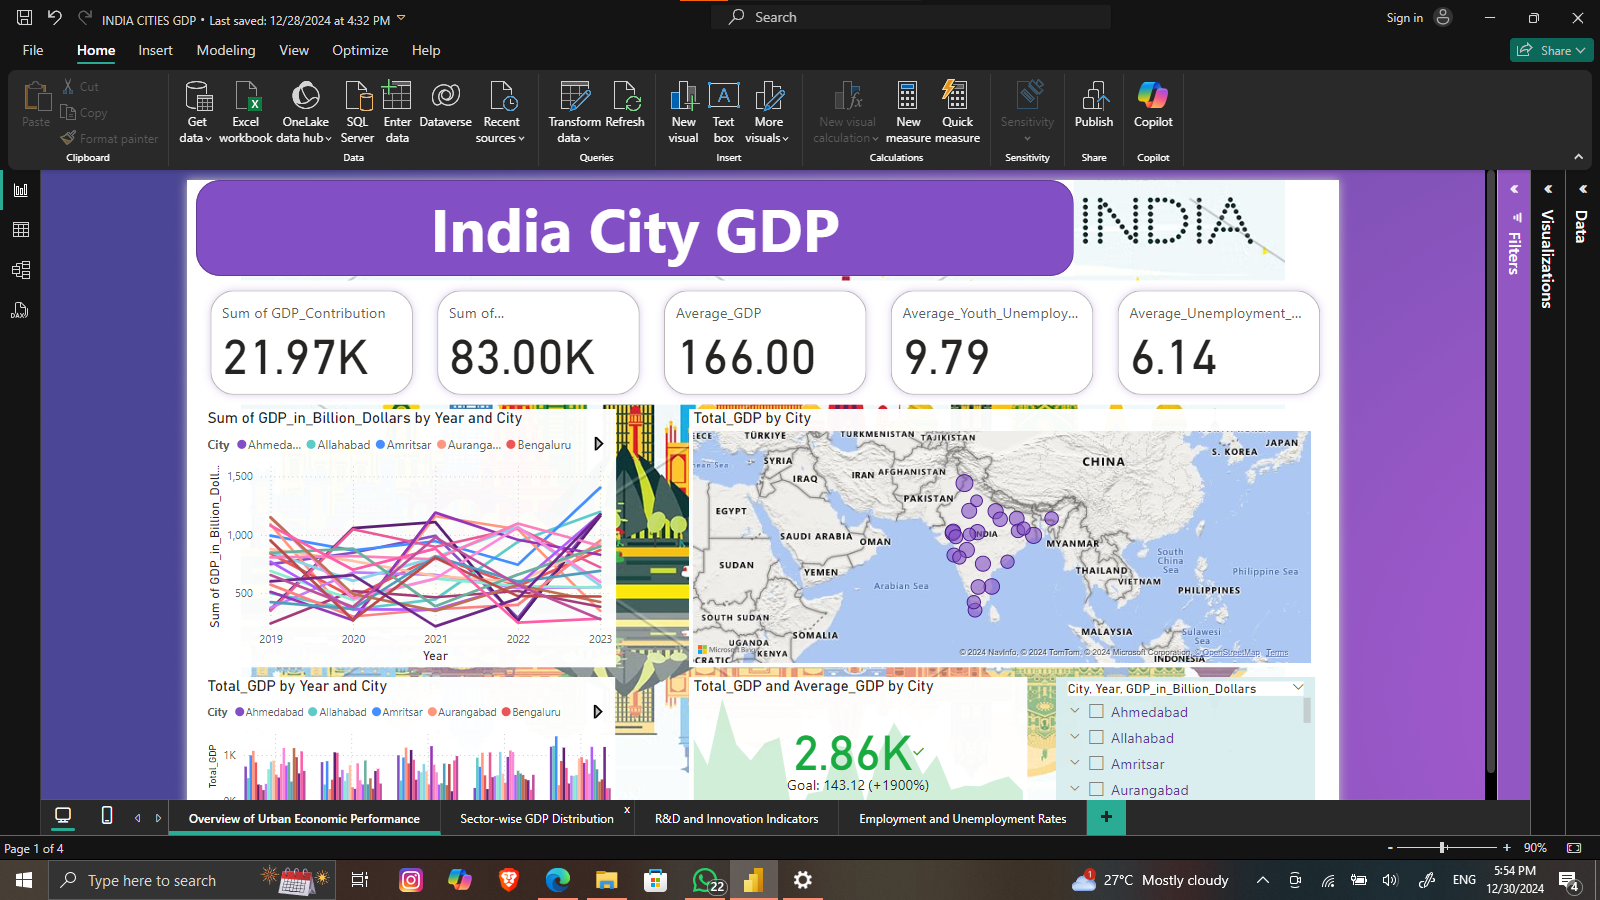 INDIA CITIES GDP • Last saved: 12/28/2024 at 4:32 PM
Search
Sign in
File Home Insert Modeling View Optimize Help
Share
Paste
Cut
Copy
Format painter
Clipboard
Get data
Excel workbook
OneLake data hub
SQL Server
Enter data
Dataverse
Recent sources
Data
Transform data
Refresh
Queries
New visual
Text box
More visuals
Insert
New visual calculation
New measure
Quick measure
Calculations
Sensitivity
Sensitivity
Publish
Share
Copilot
Copilot
India City GDP
INDIA
Filters
Visualizations
Data
Sum of GDP_Contribution
21.97K
Sum of...
83.00K
Average_GDP
166.00
Average_Youth_Unemploy...
9.79
Average_Unemployment_...
6.14
Sum of GDP_in_Billion_Dollars by Year and City
City Ahmeda... Allahabad Amritsar Auranga... Bengaluru
Sum of GDP_in_Billion_Doll...
1,500
1,000
500
2019 2020 2021 2022 2023
Year
Total_GDP by City
ECE TÜRKIYE TURKMENISTAN TAJIKISTAN JAPAN
S. KOREA
CHINA
nean Sea SYRIA
IRAQ IRAN AFGHANISTAN
PAKISTAN
EGYPT
SAUDI ARABIA OMAN
INDIA
MYANMAR
SUDAN YEMEN
Arabian Sea
THAILAND
VIETNAM
South China Sea
Philippine Sea
PHILIPPINES
SOUTH SUDAN
SOMALIA
UGANDA
KENYA
CRATIC
MALAYSIA
Sulawesi Sea
INDONESIA
Microsoft Bing
© 2024 NavInfo, © 2024 TomTom, © 2024 Microsoft Corporation, © OpenStreetMap Terms
Total_GDP by Year and City
City Ahmedabad Allahabad Amritsar Aurangabad Bengaluru
Total_GDP
1K
0K
Total_GDP and Average_GDP by City
2.86K
Goal: 143.12 (+1900%)
City, Year, GDP_in_Billion_Dollars
Ahmedabad
Allahabad
Amritsar
Aurangabad
Overview of Urban Economic Performance
Sector-wise GDP Distribution
x
R&D and Innovation Indicators
Employment and Unemployment Rates
+
Page 1 of 4
- + 90%
Type here to search
22
1
27°C Mostly cloudy
ENG
5:54 PM
12/30/2024
4